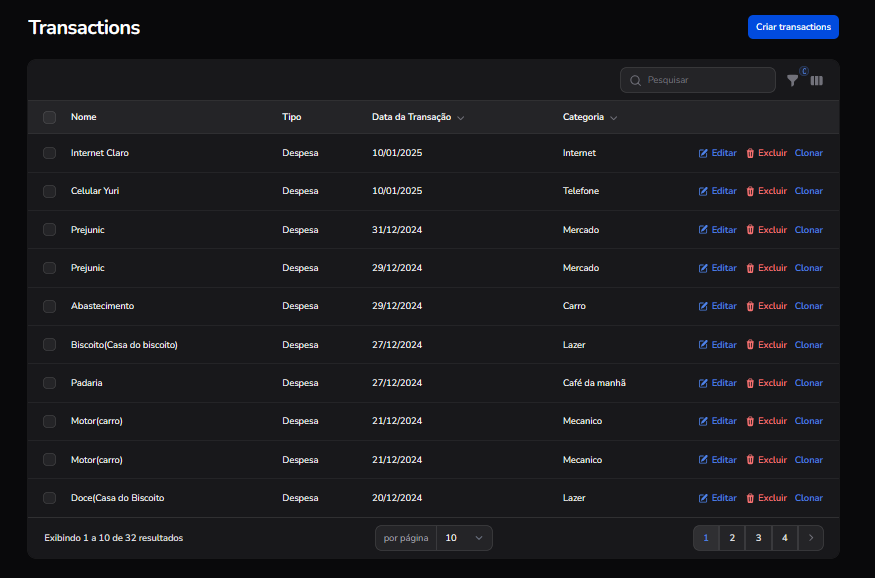 Transactions
Criar transactions
Pesquisar
C
Nome Tipo Data da Transação Categoria
Internet Claro Despesa 10/01/2025 Internet Editar Excluir Clonar
Celular Yuri Despesa 10/01/2025 Telefone Editar Excluir Clonar
Prejunic Despesa 31/12/2024 Mercado Editar Excluir Clonar
Prejunic Despesa 29/12/2024 Mercado Editar Excluir Clonar
Abastecimento Despesa 29/12/2024 Carro Editar Excluir Clonar
Biscoito(Casa do biscoito) Despesa 27/12/2024 Lazer Editar Excluir Clonar
Padaria Despesa 27/12/2024 Café da manhã Editar Excluir Clonar
Motor(carro) Despesa 21/12/2024 Mecanico Editar Excluir Clonar
Motor(carro) Despesa 21/12/2024 Mecanico Editar Excluir Clonar
Doce(Casa do Biscoito Despesa 20/12/2024 Lazer Editar Excluir Clonar
Exibindo 1 a 10 de 32 resultados por página 10 1 2 3 4